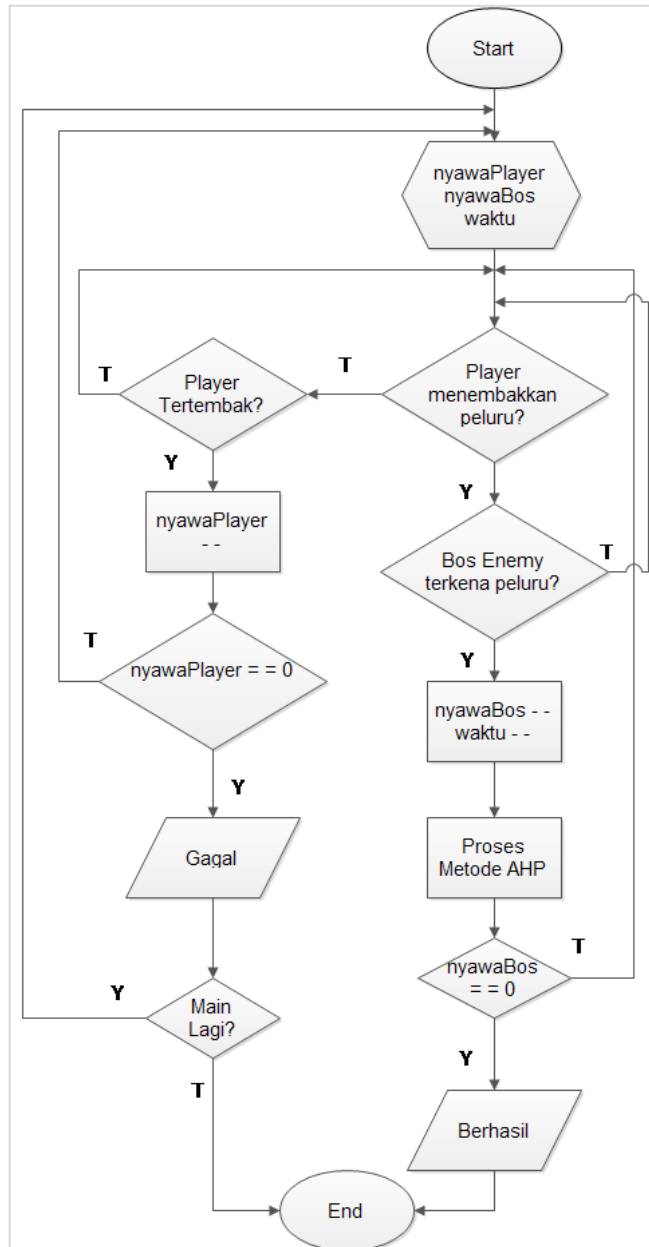 Start
nyawaPlayer
nyawaBos
waktu
Player
Tertembak?
T
T
Player
menembakkan
peluru?
Y
Y
nyawaPlayer
- -
Bos Enemy
terkena peluru?
T
T
nyawaPlayer = = 0
Y
nyawaBos - -
waktu - -
Y
Gagal
Proses
Metode AHP
Y
Main
Lagi?
nyawaBos
= = 0
T
T
Y
Berhasil
End